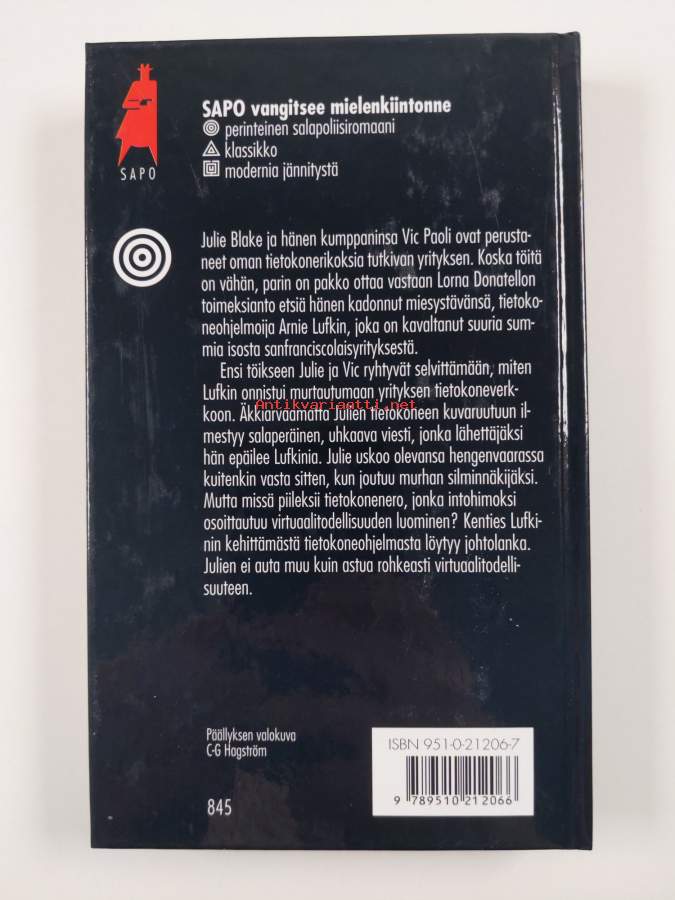 SAPO
SAPO vangitsee mielenkiintonne
perinteinen salapoliisiromaani
klassikko
modernia jännitystä
Julie Blake ja hänen kumppaninsa Vic Paoli ovat perusta-
neet oman tietokonerikoksia tutkivan yrityksen. Koska töitä
on vähän, parin on pakko ottaa vastaan Lorna Donatellon
toimeksianto etsiä hänen kadonnut miesystävänsä, tietoko-
neohjelmoija Arnie Lufkin, joka on kavaltanut suuria sum-
mia isosta sanfranciscolaisyrityksestä.
Ensi töikseen Julie ja Vic ryhtyvät selvittämään, miten
Lufkin onnistui murtautumaan yrityksen tietokoneverk-
koon. Äkkiarvaamatta Julien tietokoneen kuvaruutuun il-
Antikvariaatti.net
mestyy salaperäinen, uhkaava viesti, jonka lähettäjäksi
hän epäilee Lufkinia. Julie uskoo olevansa hengenvaarassa
kuitenkin vasta sitten, kun joutuu murhan silminnäkijäksi.
Mutta missä piileksii tietokonenero, jonka intohimoksi
osoittautuu virtuaalitodellisuuden luominen? Kenties Lufki-
nin kehittämästä tietokoneohjelmasta löytyy johtolanka.
Julien ei auta muu kuin astua rohkeasti virtuaalitodelli-
suuteen.
Päällyksen valokuva
C-G Hagström
845
ISBN 951-0-21206-7
9 789510 212066